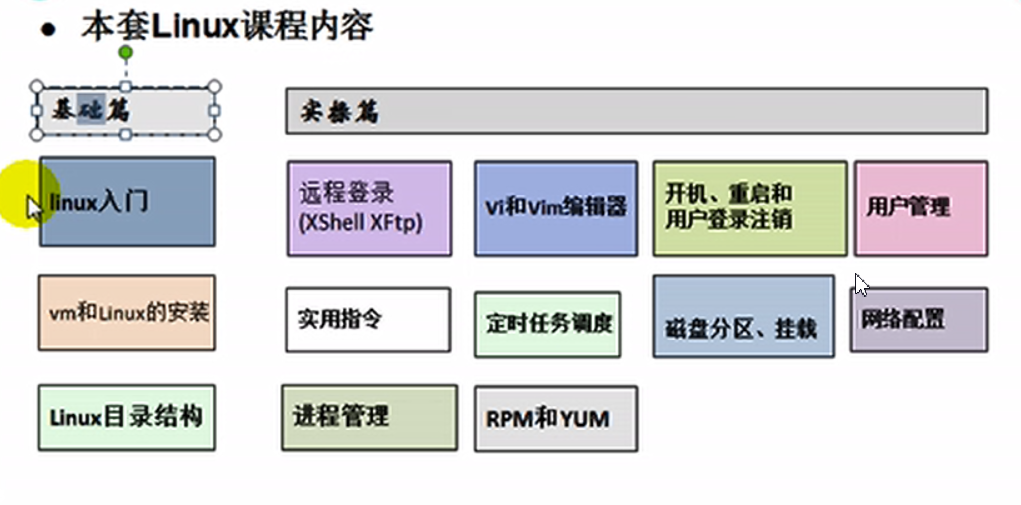 本套Linux课程内容
基础篇
实操篇
linux入门
远程登录
(XShell XFtp)
Vi和Vim编辑器
开机、重启和
用户登录注销
用户管理
vm和Linux的安装
实用指令
定时任务调度
磁盘分区、挂载
网络配置
Linux目录结构
进程管理
RPM和YUM